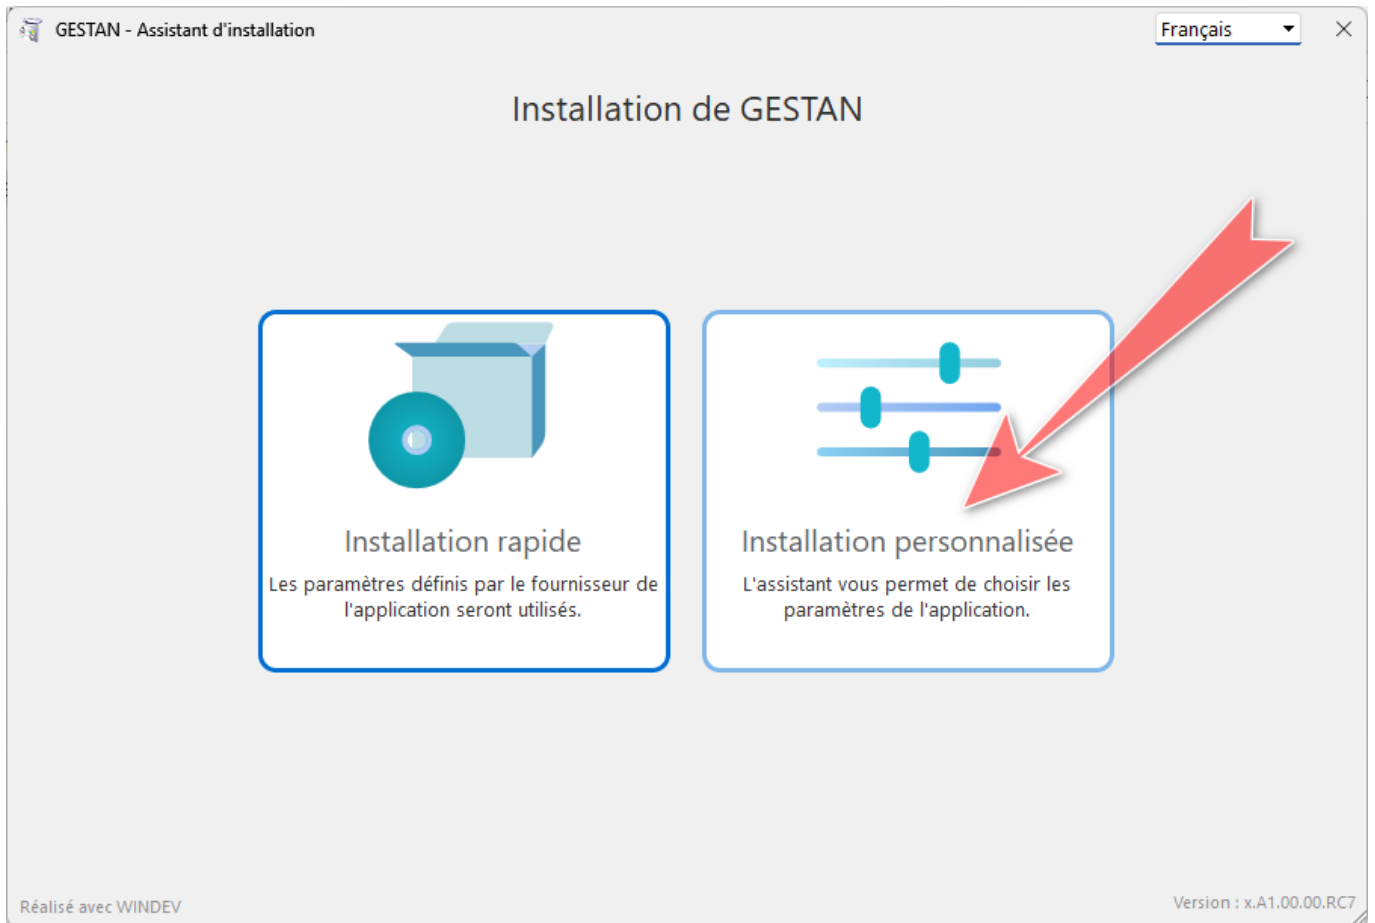 GESTAN - Assistant d'installation
Français
Installation de GESTAN
Installation rapide
Les paramètres définis par le fournisseur de
l'application seront utilisés.
Installation personnalisée
L'assistant vous permet de choisir les
paramètres de l'application.
Réalisé avec WINDEV
Version : x.A1.00.00.RC7